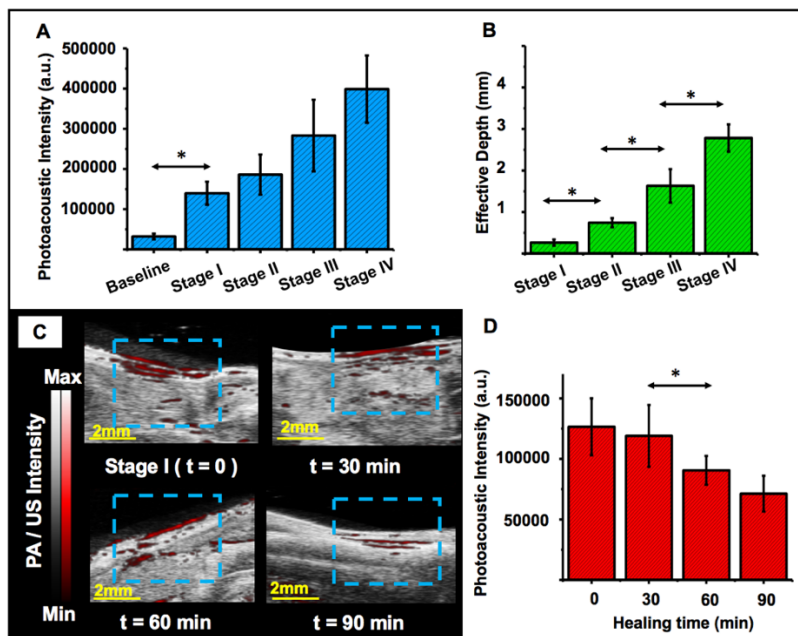 A
Photoacoustic Intensity (a.u.)
500000
400000
300000
200000
100000
*
Baseline
Stage I
Stage II
Stage III
Stage IV
B
Effective Depth (mm)
4
3
2
1
*
*
*
Stage I
Stage II
Stage III
Stage IV
C
PA / US Intensity
Max
Min
2mm
2mm
Stage I ( t = 0 )
t = 30 min
2mm
2mm
t = 60 min
t = 90 min
D
Photoacoustic Intensity (a.u.)
150000
100000
50000
*
0
30
60
90
Healing time (min)